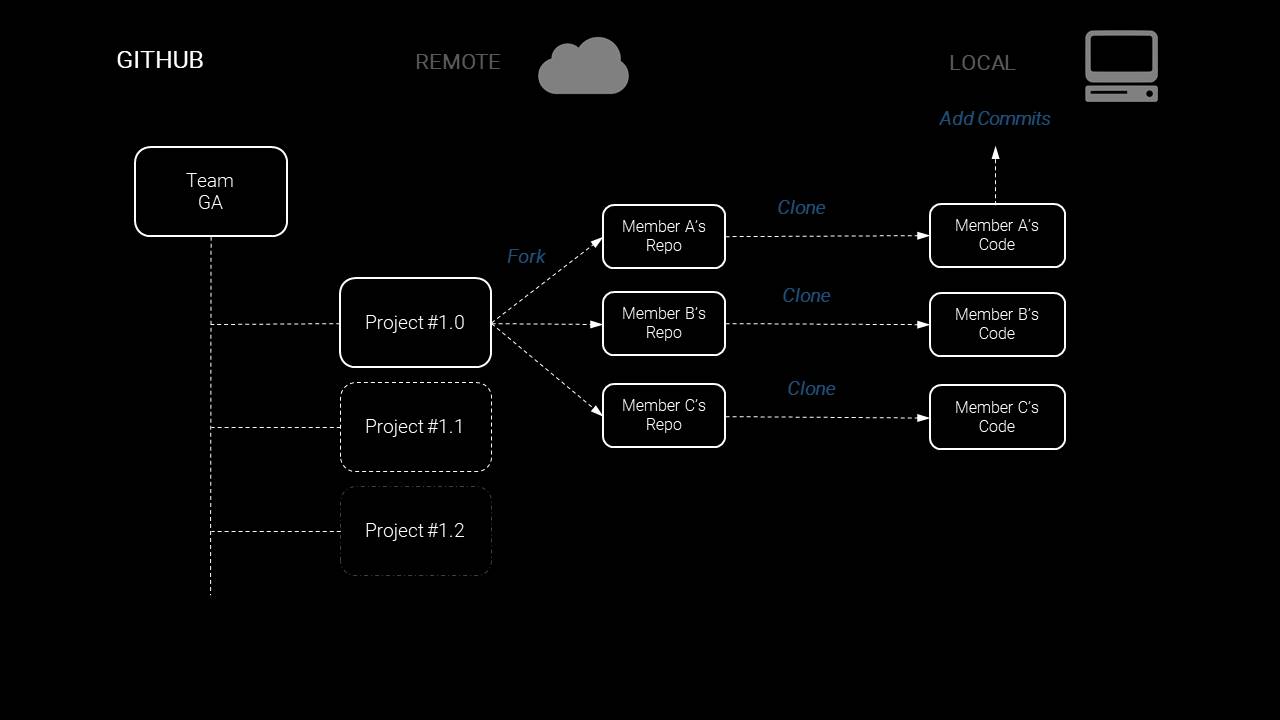 GITHUB
REMOTE
LOCAL
Add Commits
Team
GA
Fork
Clone
Member A's
Repo
Member A's
Code
Project #1.0
Clone
Member B's
Repo
Member B's
Code
Clone
Member C's
Repo
Member C's
Code
Project #1.1
Project #1.2